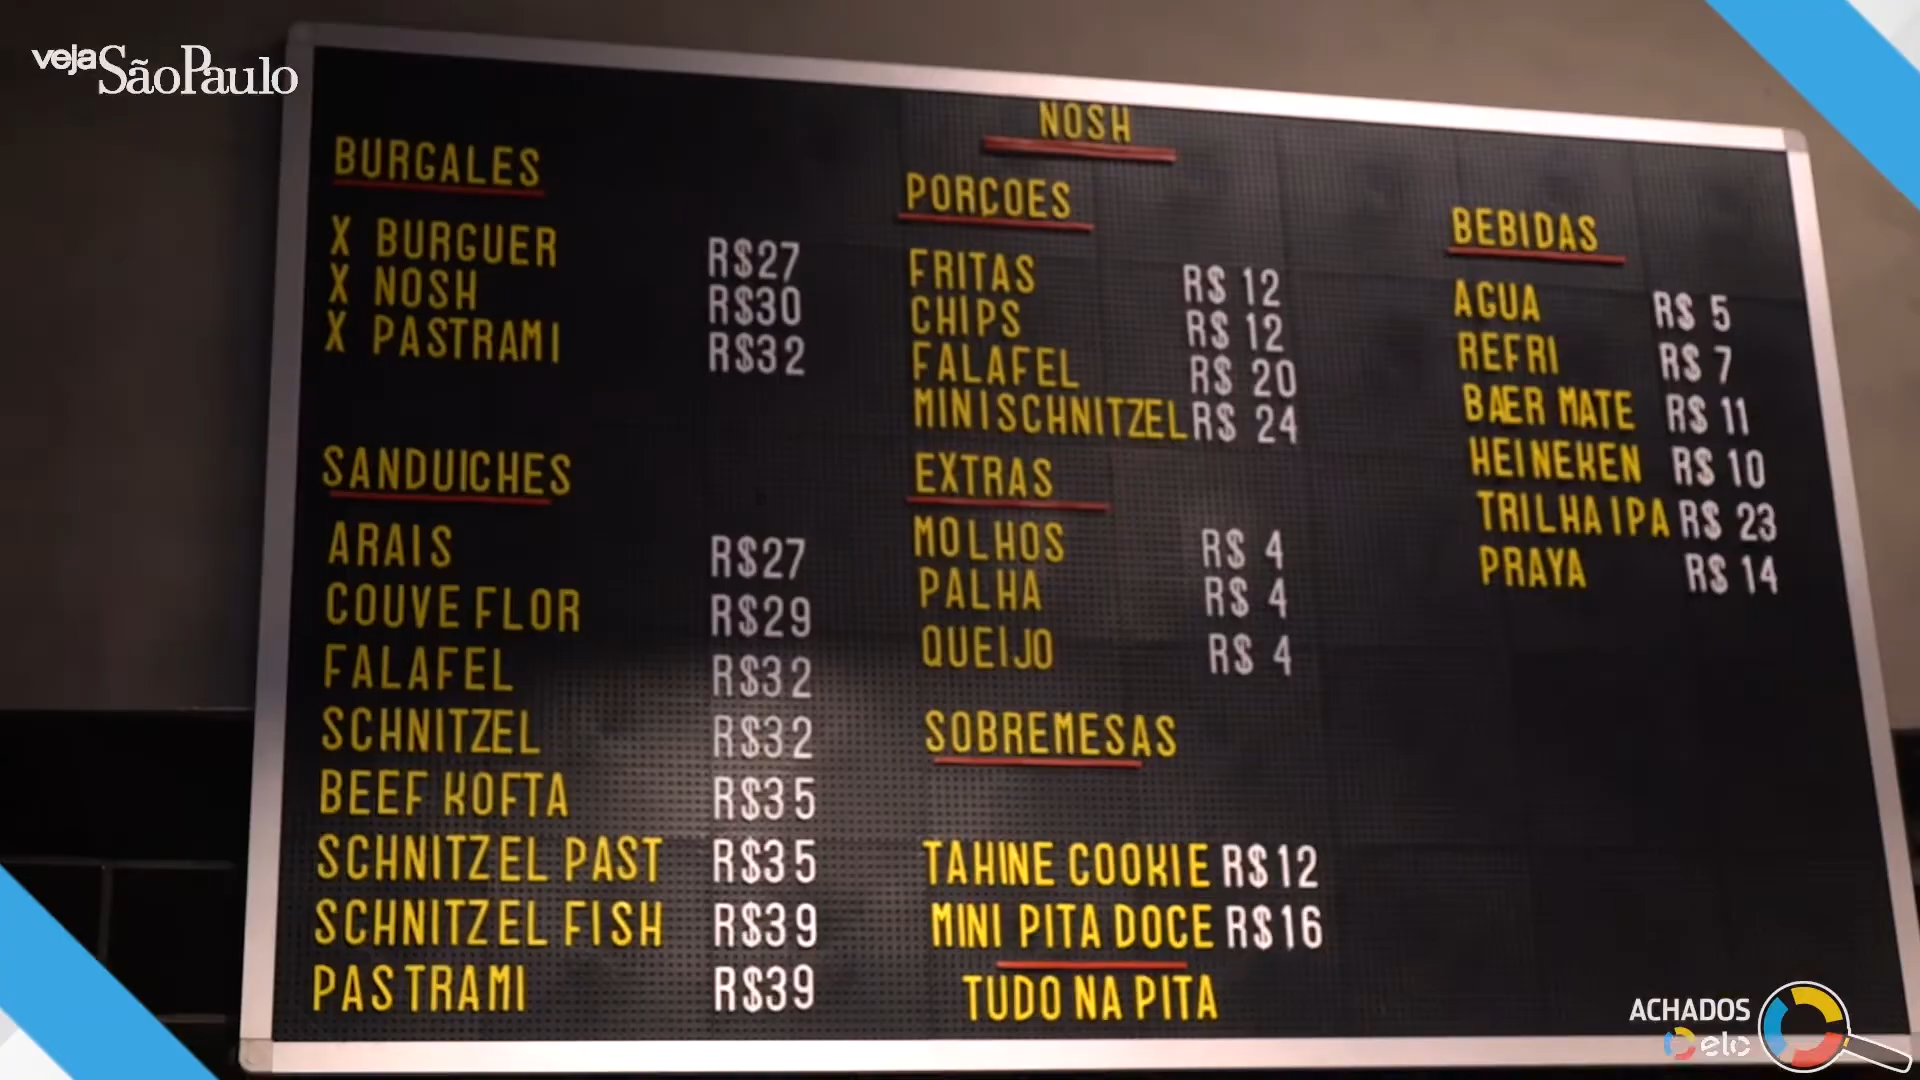 veja São Paulo
NOSH
BURGALES
X BURGUER R$27
X NOSH R$30
X PASTRAMI R$32
SANDUICHES
ARAIS R$27
COUVE FLOR R$29
FALAFEL R$32
SCHNITZEL R$32
BEEF KOFTA R$35
SCHNITZEL PAST R$35
SCHNITZEL FISH R$39
PASTRAMI R$39
PORÇOES
FRITAS R$ 12
CHIPS R$ 12
FALAFEL R$ 20
MINISCHNITZEL R$ 24
EXTRAS
MOLHOS R$ 4
PALHA R$ 4
QUEIJO R$ 4
SOBREMESAS
TAHINE COOKIE R$12
MINI PITA DOCE R$16
TUDO NA PITA
BEBIDAS
AGUA R$ 5
REFRI R$ 7
BAER MATE R$ 11
HEINEKEN R$ 10
TRILHA IPA R$ 23
PRAYA R$ 14
ACHADOS
elo